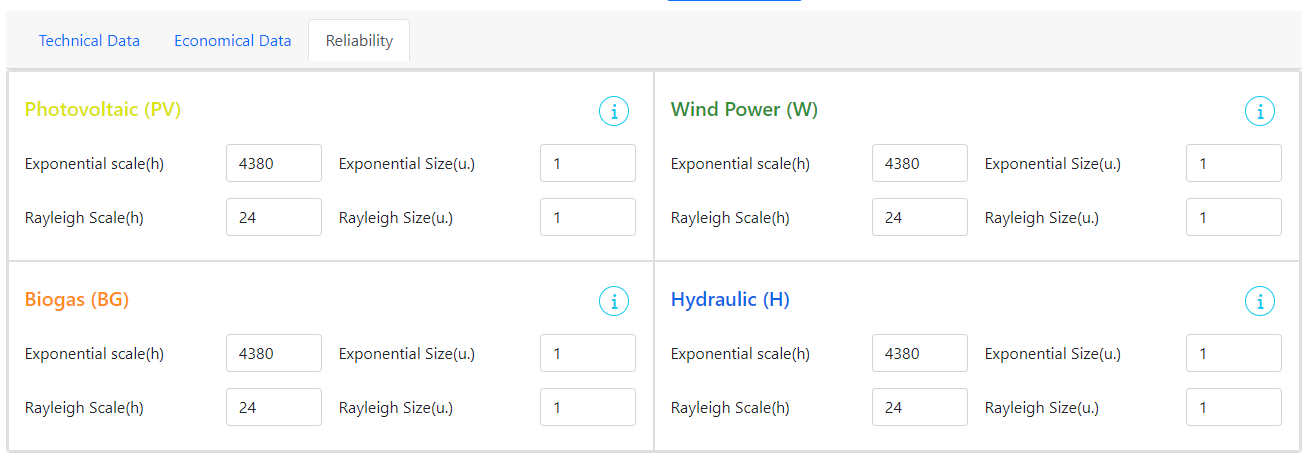 Technical Data Economical Data Reliability
Photovoltaic (PV) i
Exponential scale(h) 4380 Exponential Size(u.) 1
Rayleigh Scale(h) 24 Rayleigh Size(u.) 1
Wind Power (W) i
Exponential scale(h) 4380 Exponential Size(u.) 1
Rayleigh Scale(h) 24 Rayleigh Size(u.) 1
Biogas (BG) i
Exponential scale(h) 4380 Exponential Size(u.) 1
Rayleigh Scale(h) 24 Rayleigh Size(u.) 1
Hydraulic (H) i
Exponential scale(h) 4380 Exponential Size(u.) 1
Rayleigh Scale(h) 24 Rayleigh Size(u.) 1